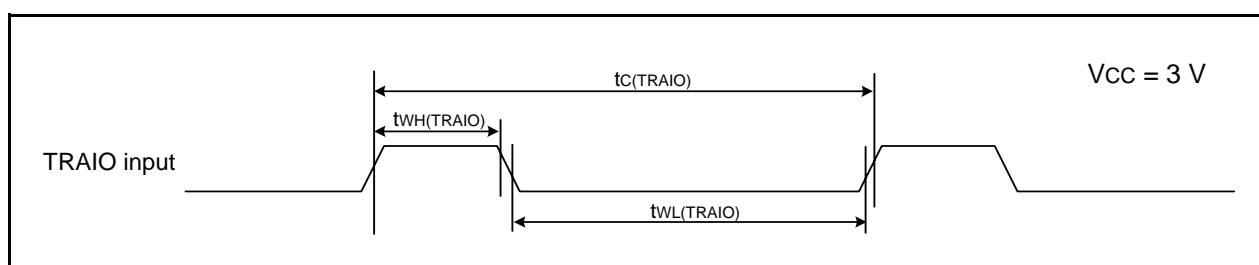 tC(TRAIO)
VCC = 3 V
tWH(TRAIO)
TRAIO input
tWL(TRAIO)